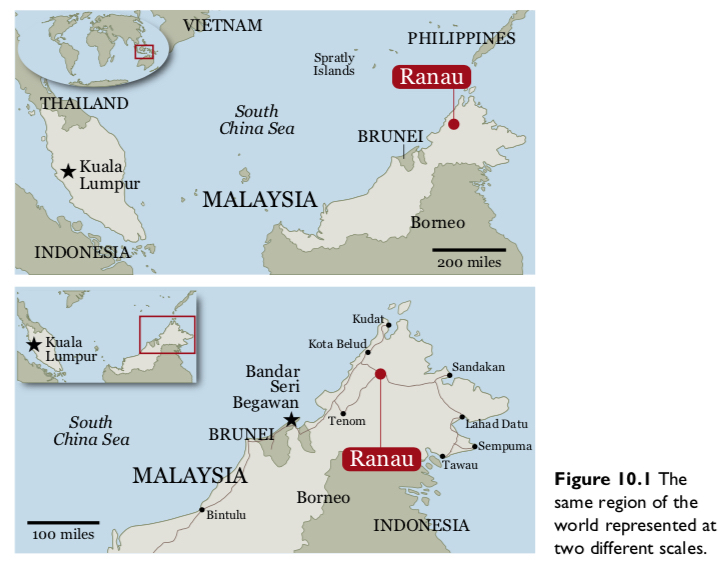 VIETNAM
PHILIPPINES
Spratly
Islands
Ranau
THAILAND
South
China Sea
BRUNEI
Kuala
Lumpur
MALAYSIA
Borneo
INDONESIA
200 miles
Kudat
Kuala
Lumpur
Kota Belud
Bandar
Seri
Begawan
Sandakan
South
China Sea
Tenom
Lahad Datu
BRUNEI
Sempuma
Ranau
Tawau
MALAYSIA
Borneo
Bintulu
INDONESIA
100 miles
Figure 10.1 The
same region of the
world represented at
two different scales.